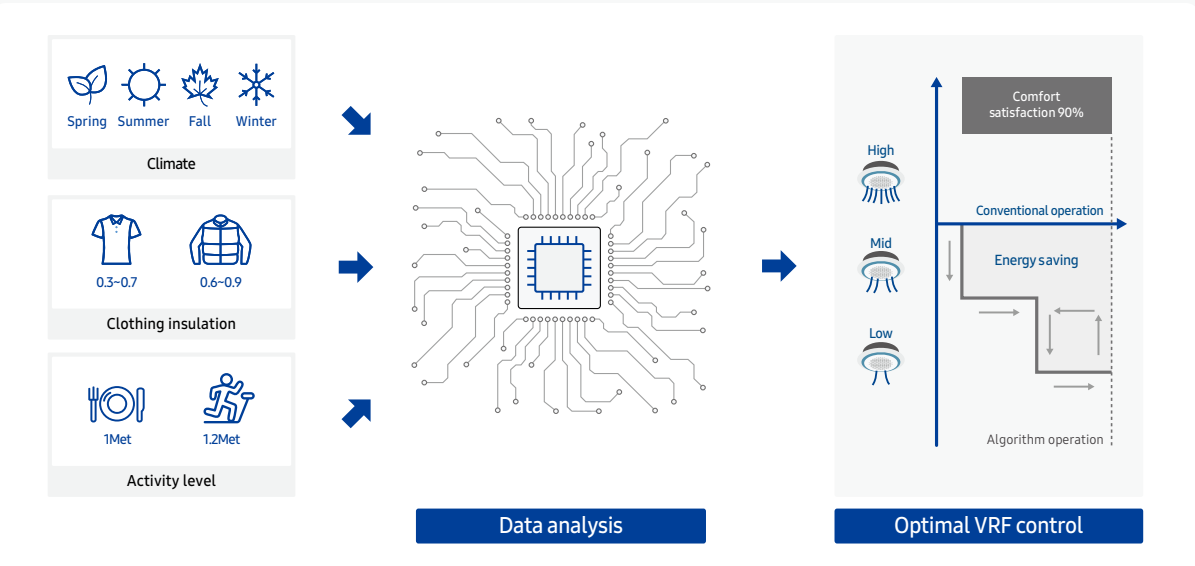 Spring Summer Fall Winter
Climate
0.3~0.7 0.6~0.9
Clothing insulation
1Met 1.2Met
Activity level
Data analysis
Comfort
satisfaction 90%
High
Conventional operation
Mid
Energy saving
Low
Algorithm operation
Optimal VRF control